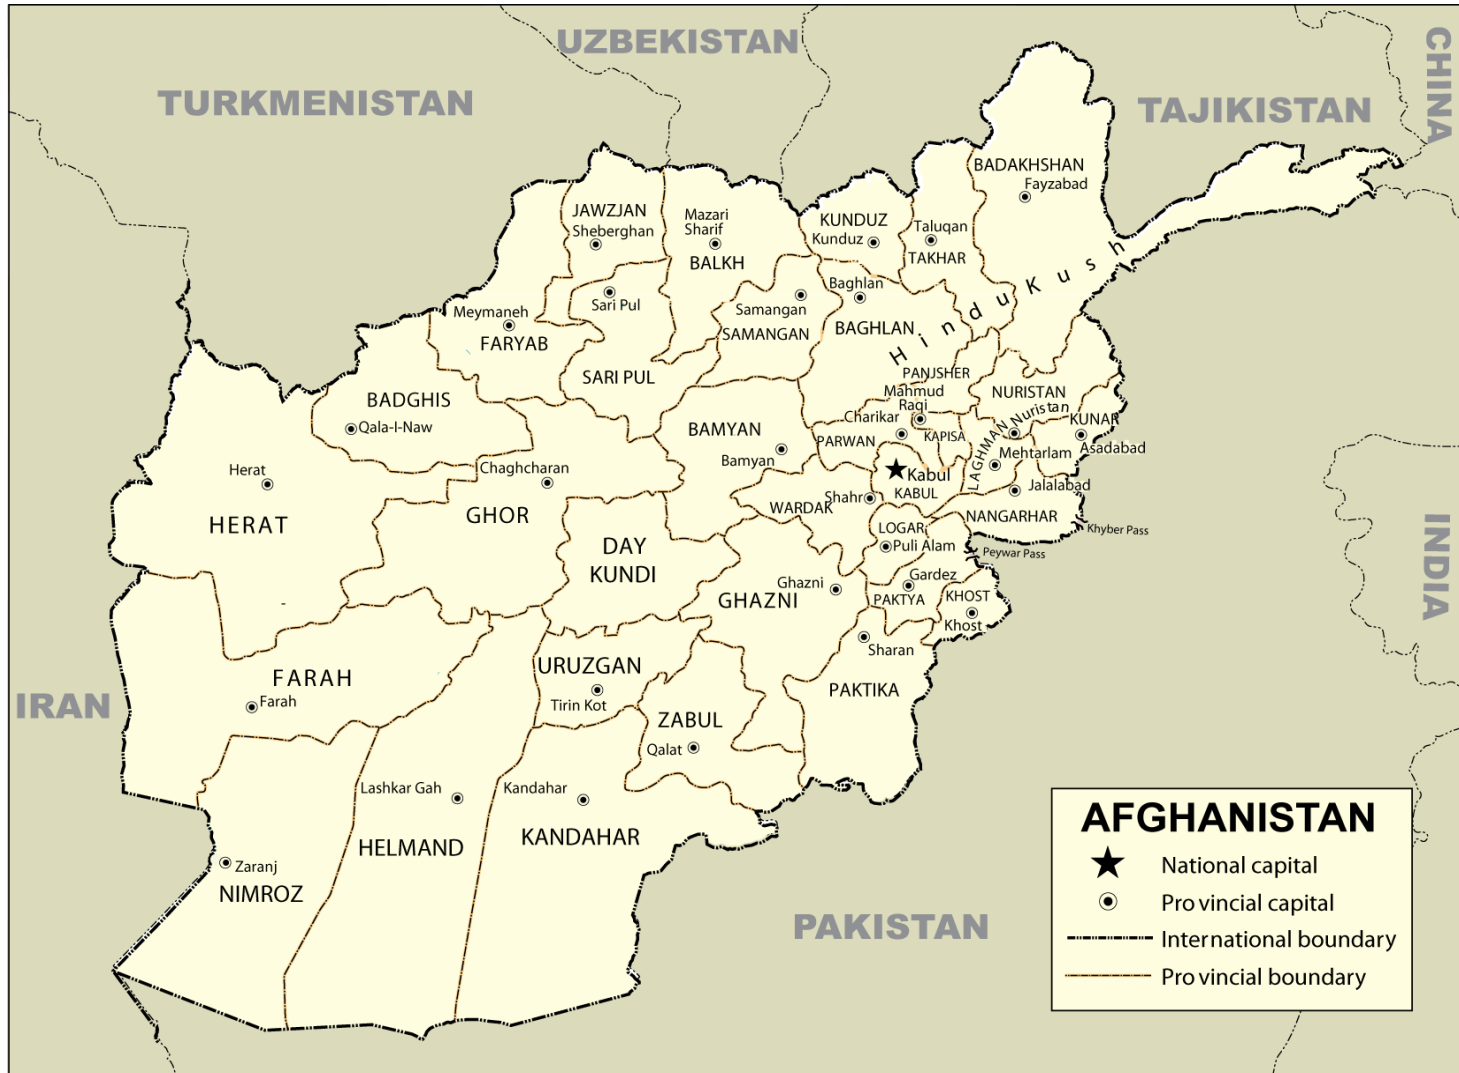 UZBEKISTAN
CHINA
TURKMENISTAN
TAJIKISTAN
BADAKHSHAN
Fayzabad
JAWZJAN
Sheberghan
Mazari
Sharif
BALKH
KUNDUZ
Kunduz
Taluqan
TAKHAR
Hindu Kush
Sari Pul
Samangan
SAMANGAN
Baghlan
BAGHLAN
Meymaneh
FARYAB
SARI PUL
PANJSHER
BADGHIS
Qala-I-Naw
NURISTAN
Nuristan
Mahmud
Raqi
Charikar
KAPISA
PARWAN
KUNAR
Asadabad
BAMYAN
Bamyan
LAGHMAN
Mehtarlam
Herat
HERAT
Chaghcharan
GHOR
Kabul
KABUL
Jalalabad
NANGARHAR
Khyber Pass
Peywar Pass
Shahr
WARDAK
LOGAR
Puli Alam
DAY
KUNDI
Ghazni
GHAZNI
Gardez
PAKTYA
KHOST
Khost
INDIA
Sharan
PAKTIKA
URUZGAN
Tirin Kot
FARAH
Farah
IRAN
ZABUL
Qalat
Lashkar Gah
HELMAND
Kandahar
KANDAHAR
Zaranj
NIMROZ
PAKISTAN
AFGHANISTAN
National capital
Provincial capital
International boundary
Provincial boundary